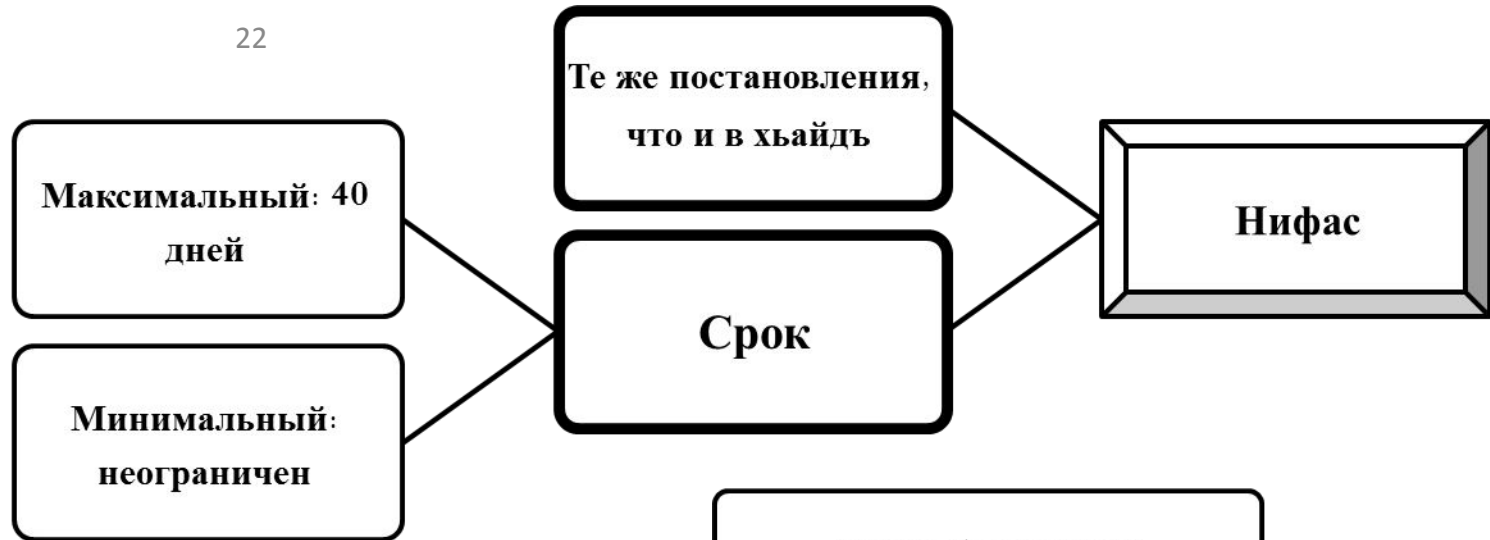 22
Те же постановления,
что и в хьайдъ
Максимальный: 40
дней
Нифас
Срок
Минимальный:
неограничен